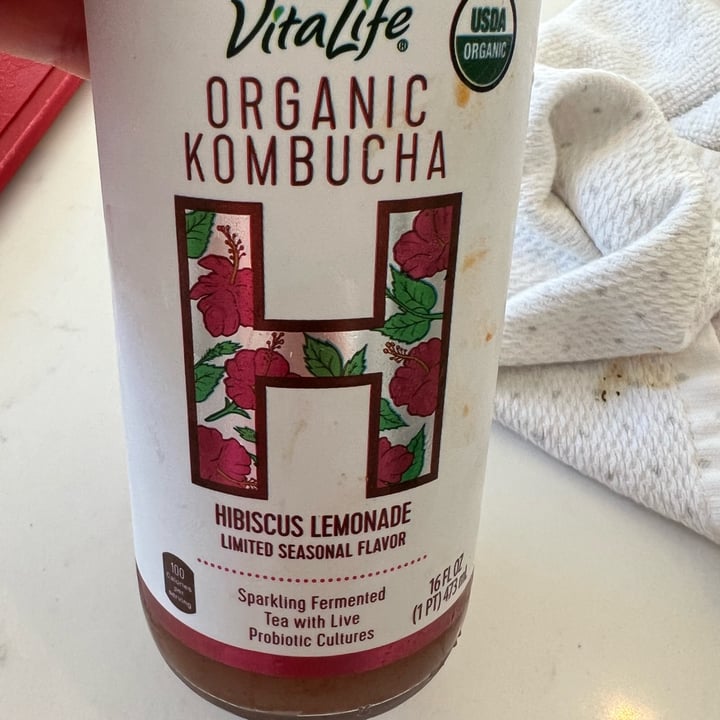 VitaLife®
USDA
ORGANIC
ORGANIC
KOMBUCHA
H
HIBISCUS LEMONADE
LIMITED SEASONAL FLAVOR
100
Calories
per
serving
Sparkling Fermented
Tea with Live
Probiotic Cultures
16 FL OZ
(1 PT) 473 mL